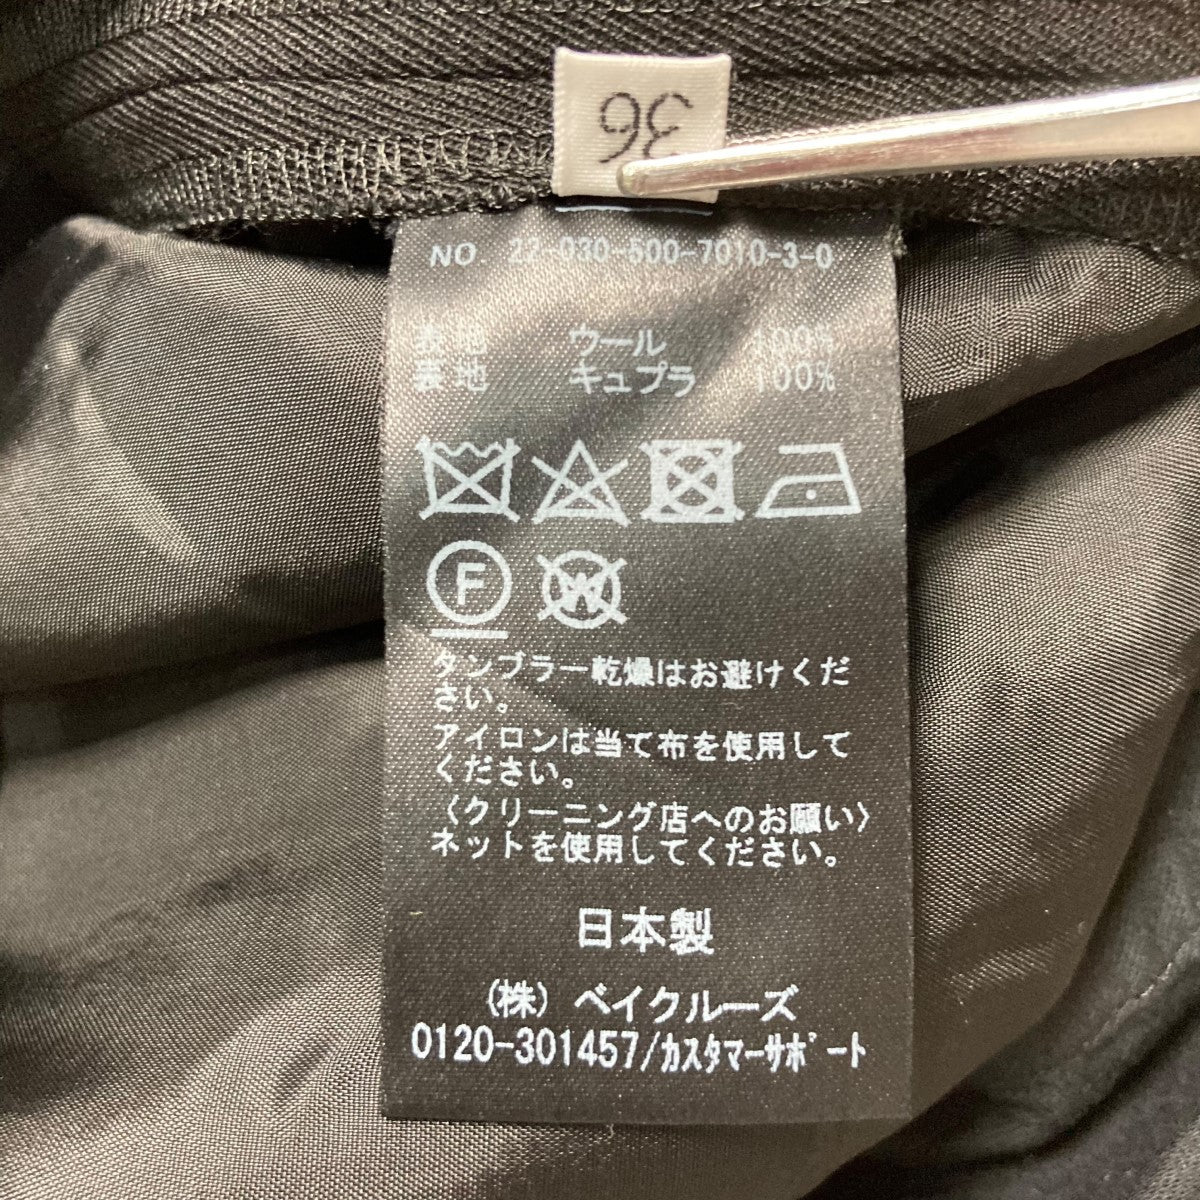 36
NO 22-030-500-7010-3-0
表地 ウール 100%
裏地 キュプラ 100%
F W
タンブラー乾燥はお避けくだ
さい。
アイロンは当て布を使用して
ください。
〈クリーニング店へのお願い〉
ネットを使用してください。
日本製
(株) ベイクルーズ
0120-301457/ｶｽﾀﾏｰｻﾎﾟｰﾄ